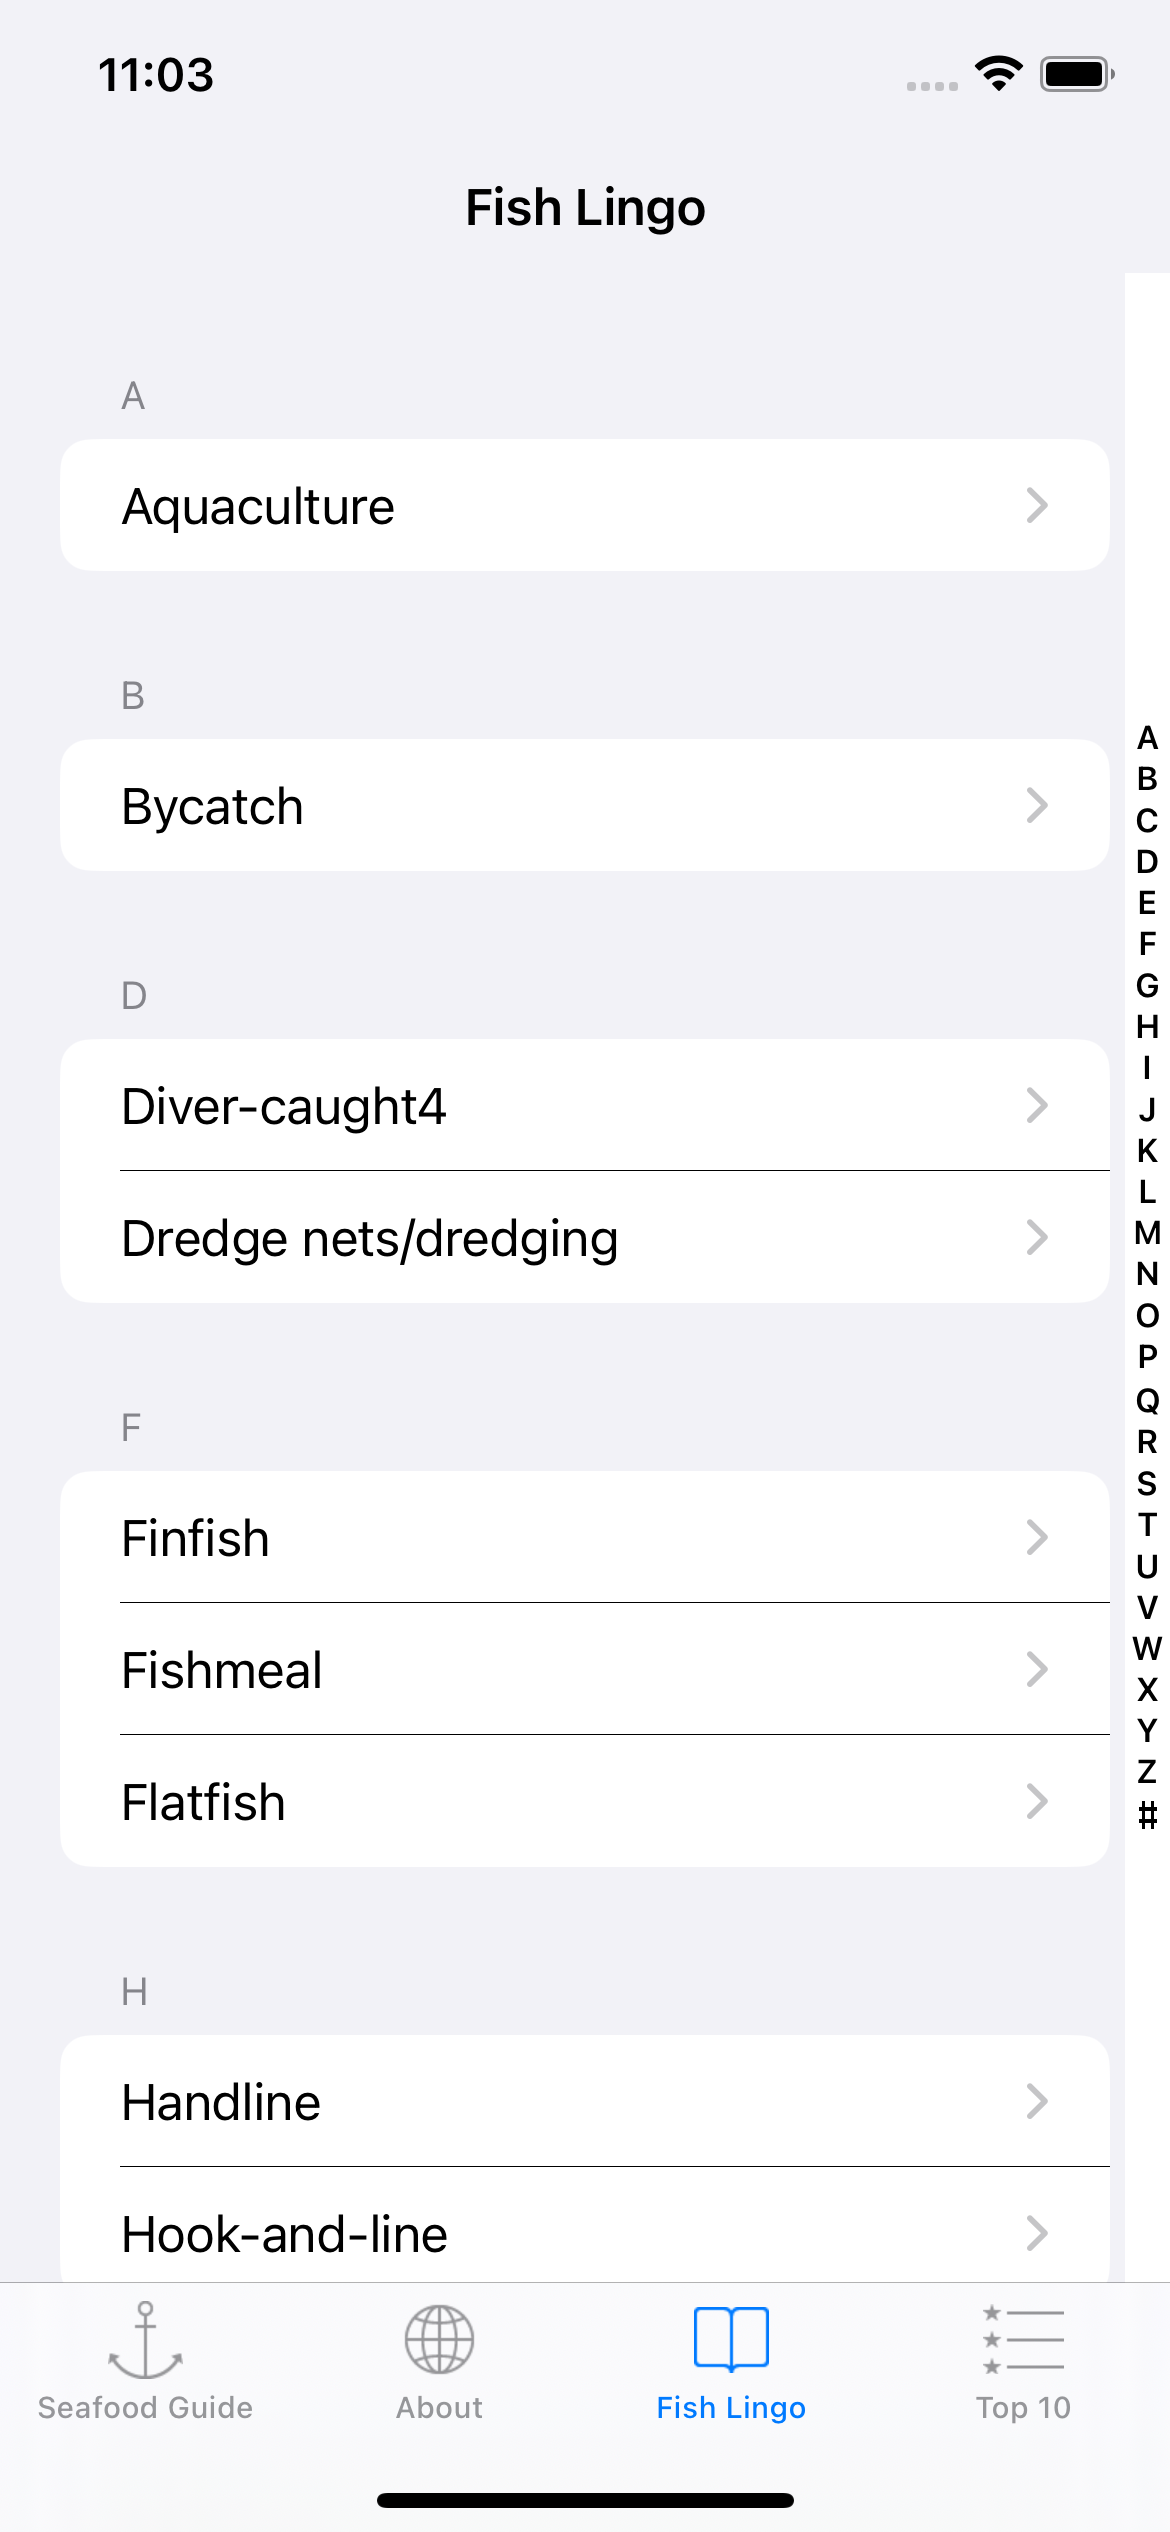 11:03
Fish Lingo
A
Aquaculture
B
Bycatch
D
Diver-caught4
Dredge nets/dredging
F
Finfish
Fishmeal
Flatfish
H
Handline
Hook-and-line
A
B
C
D
E
F
G
H
I
J
K
L
M
N
O
P
Q
R
S
T
U
V
W
X
Y
Z
#
Seafood Guide
About
Fish Lingo
Top 10